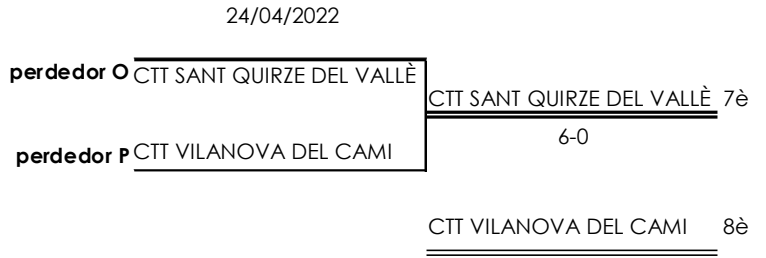 24/04/2022
perdedor O CTT SANT QUIRZE DEL VALLÈ
CTT SANT QUIRZE DEL VALLÈ 7è
6-0
perdedor P CTT VILANOVA DEL CAMI
CTT VILANOVA DEL CAMI 8è